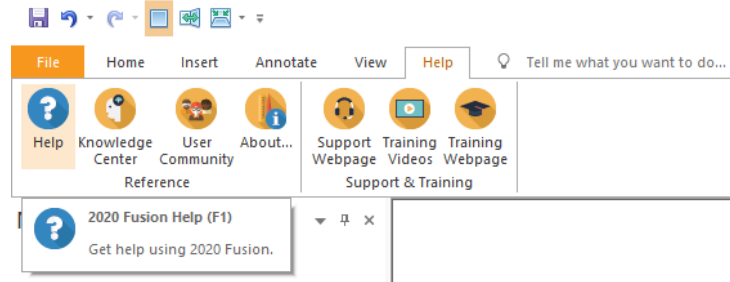 File Home Insert Annotate View Help Tell me what you want to do...
Help Knowledge Center User Community About... Support Webpage Training Videos Training Webpage
Reference Support & Training
2020 Fusion Help (F1)
Get help using 2020 Fusion.